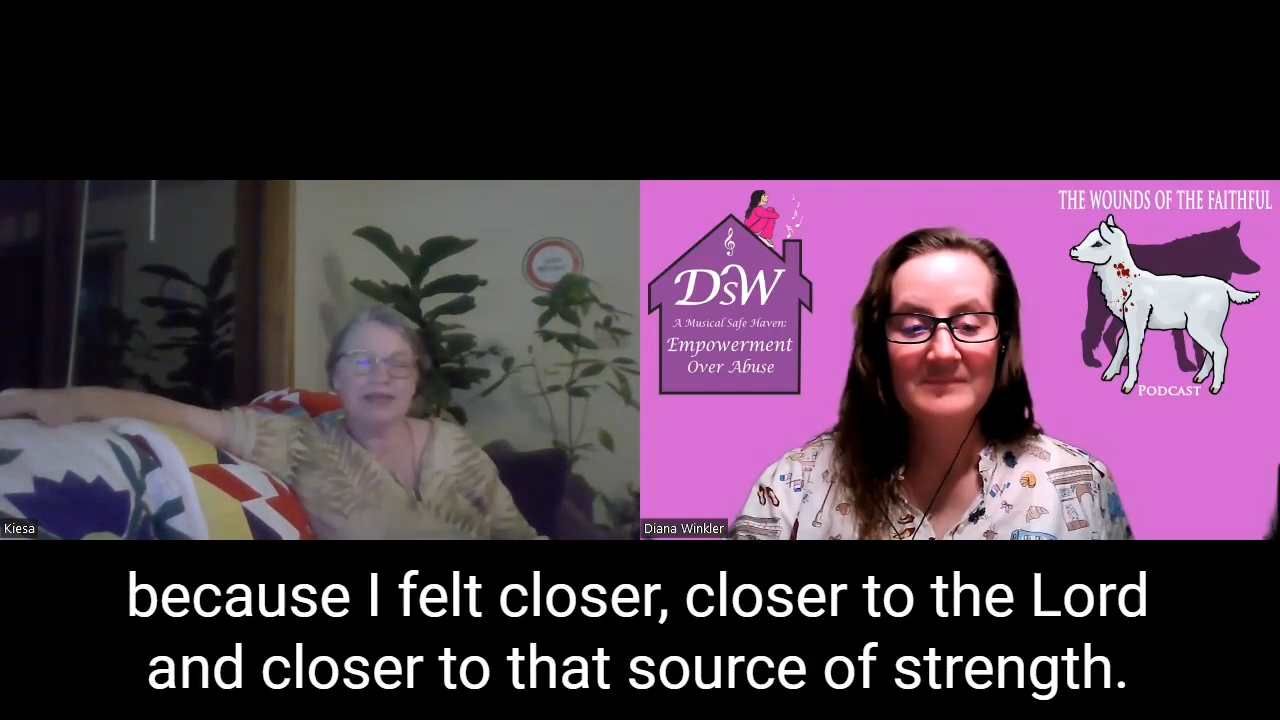 THE WOUNDS OF THE FAITHFUL
DsW
A Musical Safe Haven:
Empowerment
Over Abuse
PODCAST
Kiesa
Diana Winkler
because I felt closer, closer to the Lord
and closer to that source of strength.